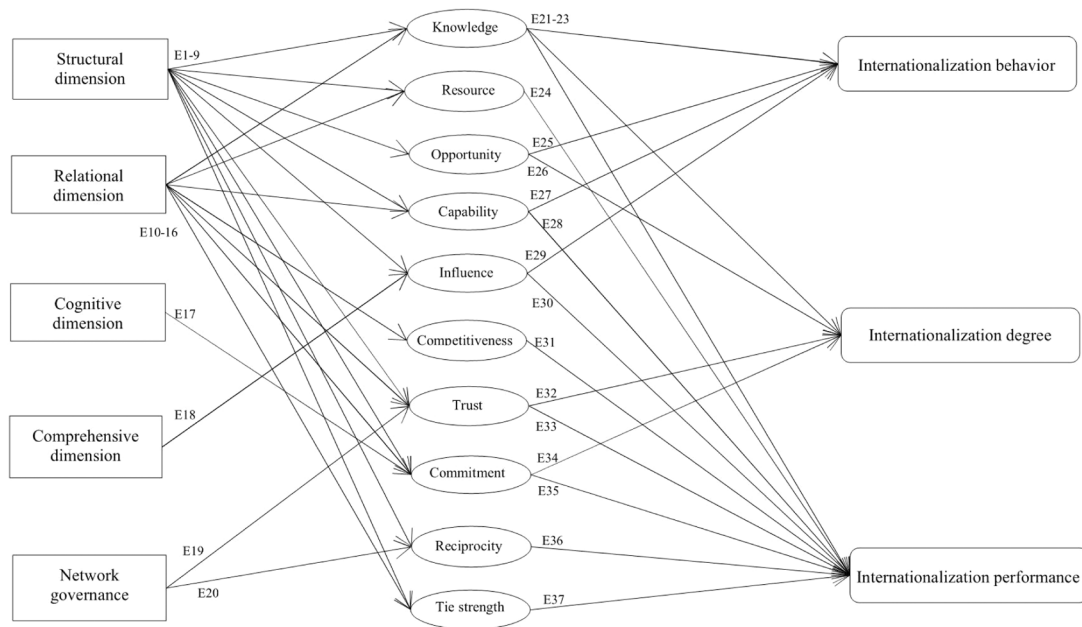 Structural
dimension
E1-9
Relational
dimension
E10-16
Cognitive
dimension
E17
Comprehensive
dimension
E18
Network
governance
E19
E20
Knowledge
Resource
Opportunity
Capability
Influence
Competitiveness
Trust
Commitment
Reciprocity
Tie strength
E21-23
E24
E25
E26
E27
E28
E29
E30
E31
E32
E33
E34
E35
E36
E37
Internationalization behavior
Internationalization degree
Internationalization performance